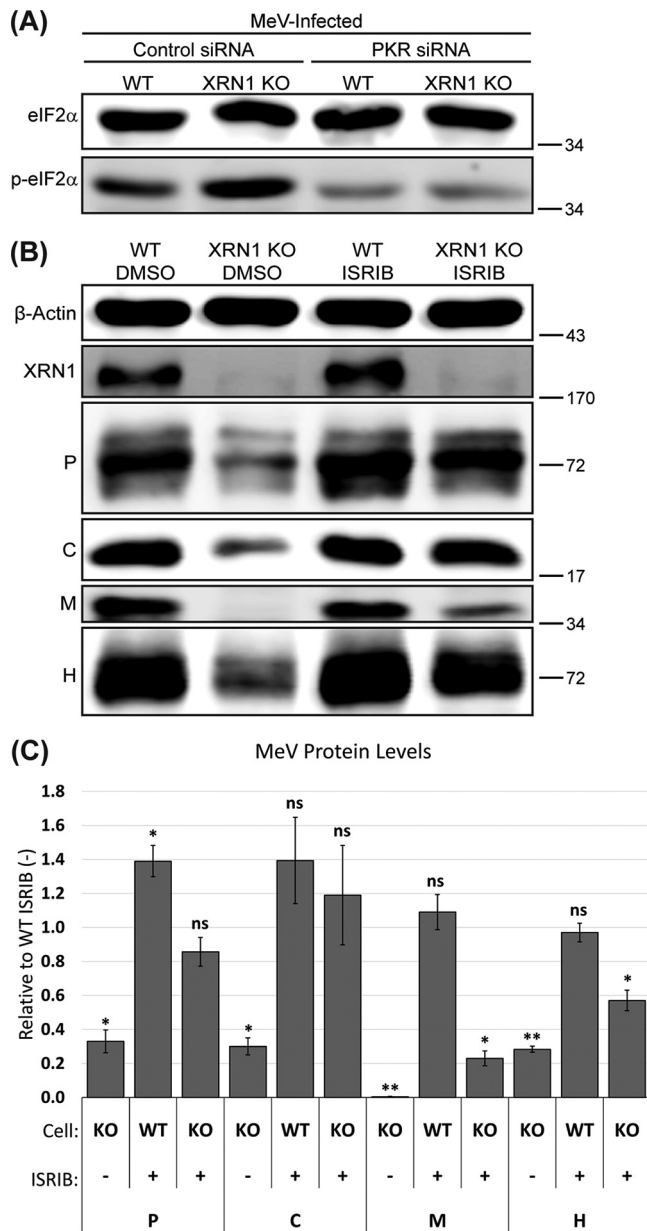 (A)
MeV-Infected
Control siRNA PKR siRNA
WT XRN1 KO WT XRN1 KO
eIF2α
34
p-eIF2α
34
(B)
WT XRN1 KO WT XRN1 KO
DMSO DMSO ISRIB ISRIB
β-Actin
43
XRN1
170
P 72
C
17
M
34
H 72
(C)
MeV Protein Levels
Relative to WT ISRIB (-)
1.8
1.6
1.4
1.2
1.0
0.8
0.6
0.4
0.2
0.0
* * ns * ns ns ** ns * ** ns *
Cell: KO WT KO KO WT KO KO WT KO KO WT KO
ISRIB: - + + - + + - + + - + +
P C M H